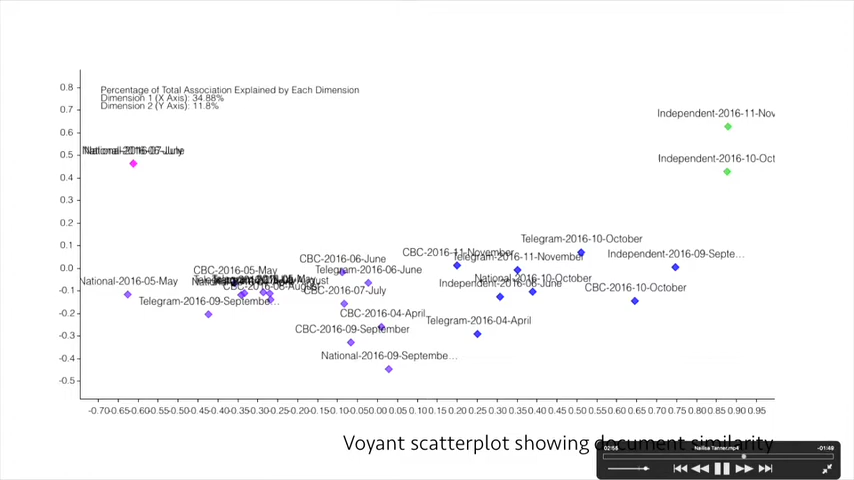 Percentage of Total Association Explained by Each Dimension
Dimension 1 (X Axis): 34.88%
Dimension 2 (Y Axis): 11.8%
0.8
0.7
0.6
0.5
0.4
0.3
0.2
0.1
0.0
-0.1
-0.2
-0.3
-0.4
-0.5
Independent-2016-11-Nov
Independent-2016-10-Oct
Telegram-2016-10-October
CBC-2016-11-November
Telegram-2016-11-November
Independent-2016-09-Septe...
CBC-2016-06-June
CBC-2016-05-May
Telegram-2016-06-June
National-2016-10-October
National-2016-05-May
Independent-2016-06-June
CBC-2016-08-August
CBC-2016-07-July
CBC-2016-10-October
Telegram-2016-09-Septembe...
CBC-2016-04-April
Telegram-2016-04-April
CBC-2016-09-September
National-2016-09-Septembe...
-0.70 -0.65 -0.60 -0.55 -0.50 -0.45 -0.40 -0.35 -0.30 -0.25 -0.20 -0.15 -0.10 -0.05 0.00 0.05 0.10 0.15 0.20 0.25 0.30 0.35 0.40 0.45 0.50 0.55 0.60 0.65 0.70 0.75 0.80 0.85 0.90 0.95
Voyant scatterplot showing document similarity
-01:49